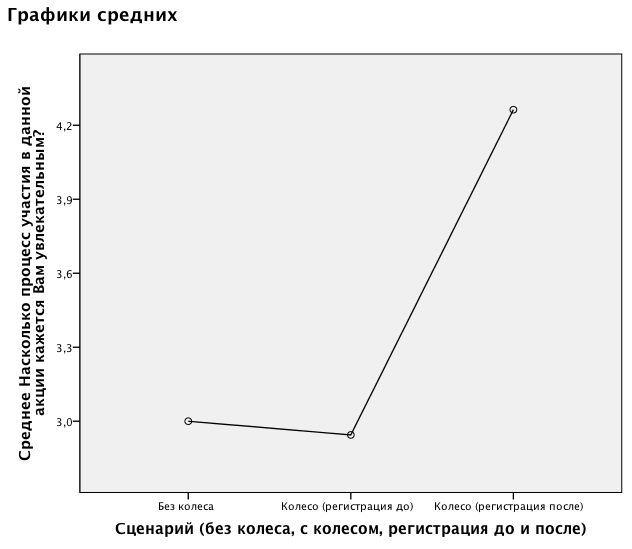 Графики средних
Среднее Насколько процесс участия в данной
акции кажется Вам увлекательным?
4,2
3,9
3,6
3,3
3,0
Без колеса
Колесо (регистрация до)
Колесо (регистрация после)
Сценарий (без колеса, с колесом, регистрация до и после)